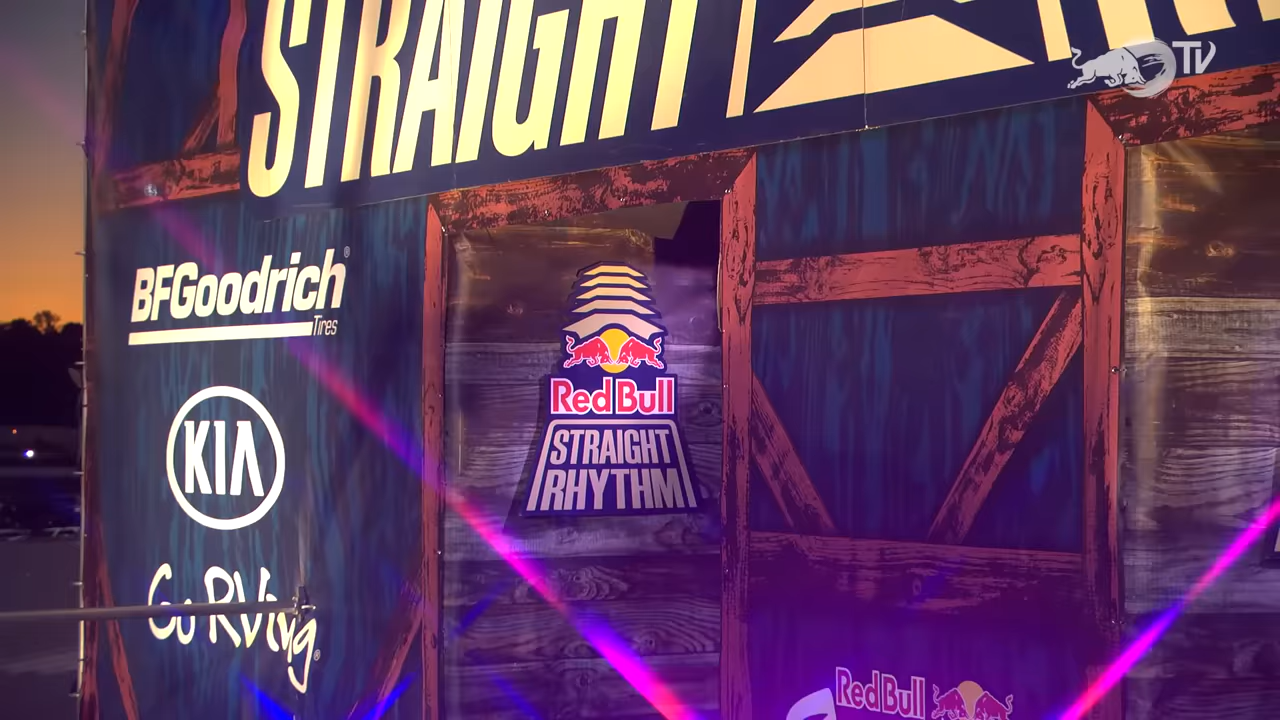 STRAIGHT
TV
BFGoodrich®
Tires
KIA
Go RVing®
Red Bull
STRAIGHT
RHYTHM
Red Bull